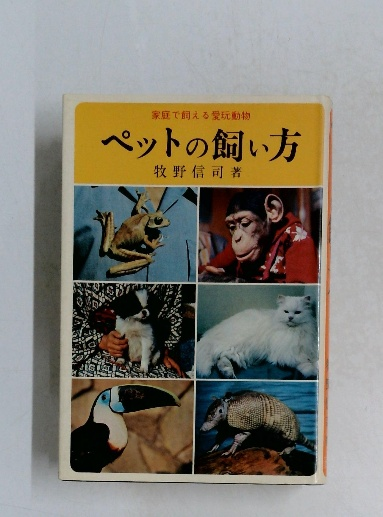 家庭で飼える愛玩動物
ペットの飼い方
牧野信司著